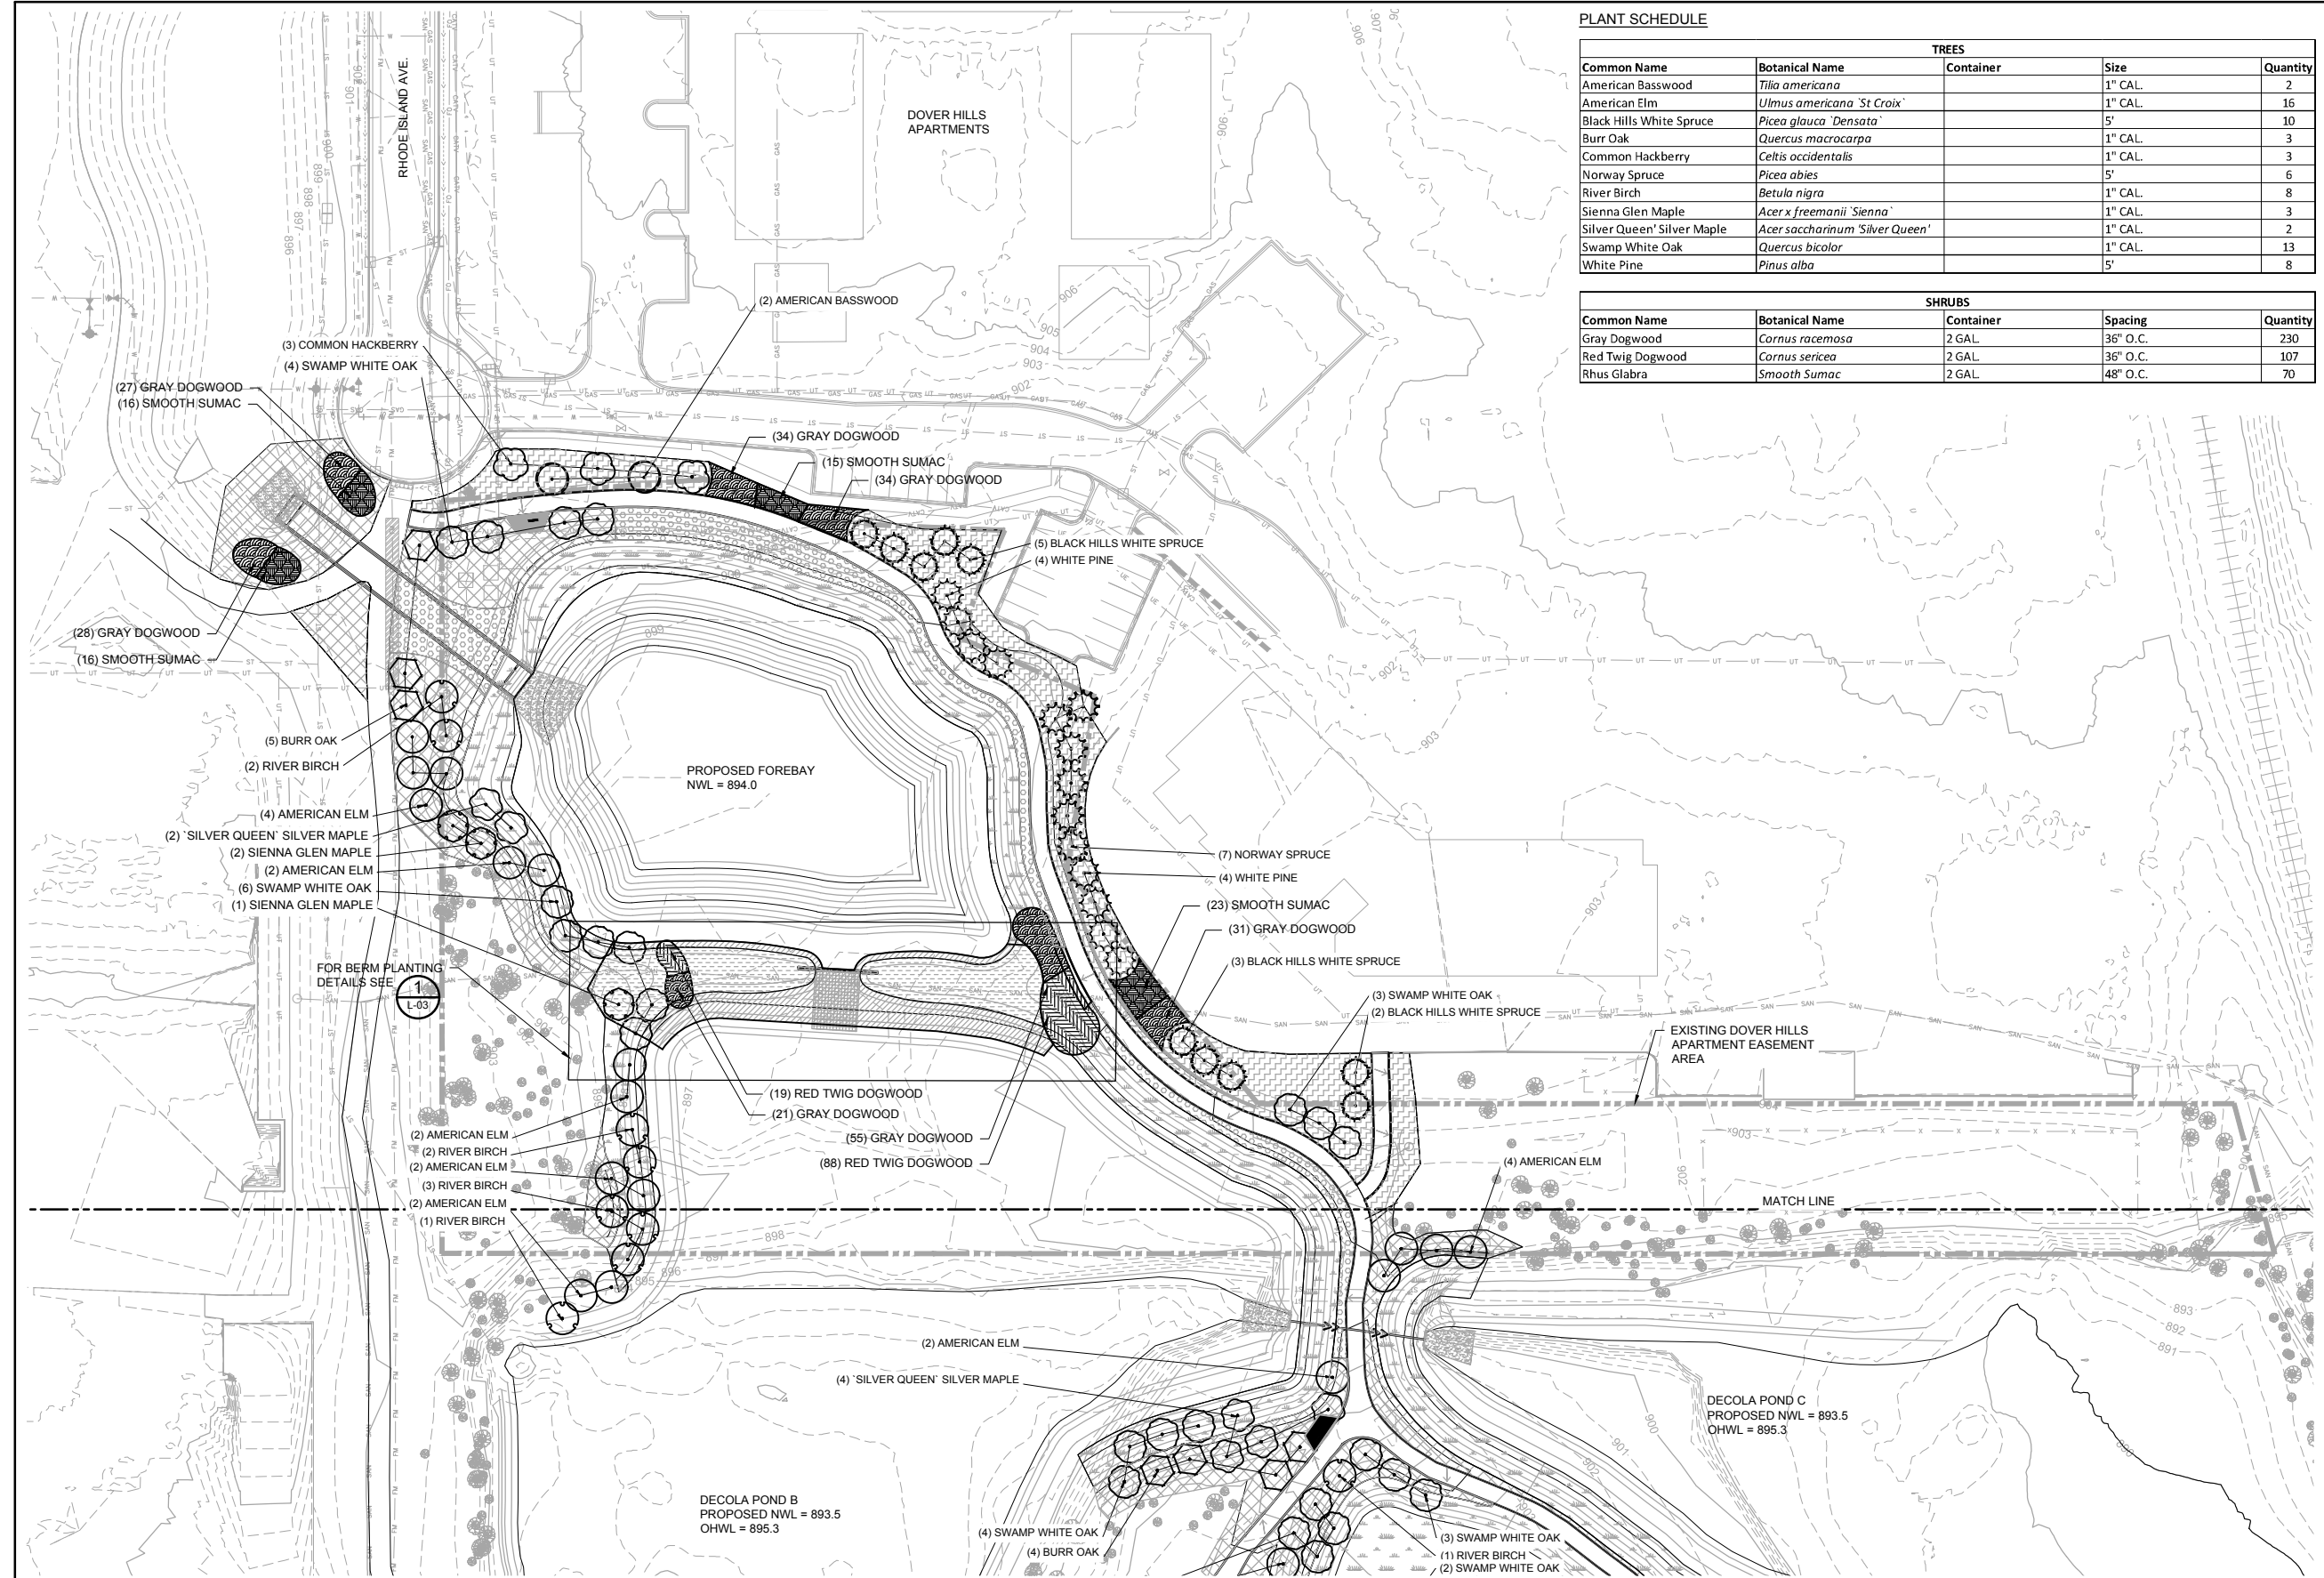 PLANT SCHEDULE
TREES
Common Name Botanical Name Container Size Quantity
American Basswood Tilia americana 1" CAL. 2
American Elm Ulmus americana `St Croix` 1" CAL. 16
Black Hills White Spruce Picea glauca `Densata` 5' 10
Burr Oak Quercus macrocarpa 1" CAL. 3
Common Hackberry Celtis occidentalis 1" CAL. 3
Norway Spruce Picea abies 5' 6
River Birch Betula nigra 1" CAL. 8
Sienna Glen Maple Acer x freemanii `Sienna` 1" CAL. 3
Silver Queen' Silver Maple Acer saccharinum 'Silver Queen' 1" CAL. 2
Swamp White Oak Quercus bicolor 1" CAL. 13
White Pine Pinus alba 5' 8
SHRUBS
Common Name Botanical Name Container Spacing Quantity
Gray Dogwood Cornus racemosa 2 GAL. 36" O.C. 230
Red Twig Dogwood Cornus sericea 2 GAL. 36" O.C. 107
Rhus Glabra Smooth Sumac 2 GAL. 48" O.C. 70
RHODE ISLAND AVE.
DOVER HILLS
APARTMENTS
(2) AMERICAN BASSWOOD
(3) COMMON HACKBERRY
(4) SWAMP WHITE OAK
(27) GRAY DOGWOOD
(16) SMOOTH SUMAC
(34) GRAY DOGWOOD
(15) SMOOTH SUMAC
(34) GRAY DOGWOOD
(5) BLACK HILLS WHITE SPRUCE
(4) WHITE PINE
(28) GRAY DOGWOOD
(16) SMOOTH SUMAC
(5) BURR OAK
(2) RIVER BIRCH
PROPOSED FOREBAY
NWL = 894.0
(4) AMERICAN ELM
(2) `SILVER QUEEN` SILVER MAPLE
(2) SIENNA GLEN MAPLE
(2) AMERICAN ELM
(6) SWAMP WHITE OAK
(1) SIENNA GLEN MAPLE
(7) NORWAY SPRUCE
(4) WHITE PINE
(23) SMOOTH SUMAC
(31) GRAY DOGWOOD
(3) BLACK HILLS WHITE SPRUCE
FOR BERM PLANTING
DETAILS SEE
1
L-03
(3) SWAMP WHITE OAK
(2) BLACK HILLS WHITE SPRUCE
EXISTING DOVER HILLS
APARTMENT EASEMENT
AREA
(19) RED TWIG DOGWOOD
(21) GRAY DOGWOOD
(55) GRAY DOGWOOD
(88) RED TWIG DOGWOOD
(2) AMERICAN ELM
(2) RIVER BIRCH
(2) AMERICAN ELM
(3) RIVER BIRCH
(2) AMERICAN ELM
(1) RIVER BIRCH
(4) AMERICAN ELM
MATCH LINE
(2) AMERICAN ELM
(4) `SILVER QUEEN` SILVER MAPLE
DECOLA POND C
PROPOSED NWL = 893.5
OHWL = 895.3
DECOLA POND B
PROPOSED NWL = 893.5
OHWL = 895.3
(4) SWAMP WHITE OAK
(4) BURR OAK
(3) SWAMP WHITE OAK
(1) RIVER BIRCH
(2) SWAMP WHITE OAK